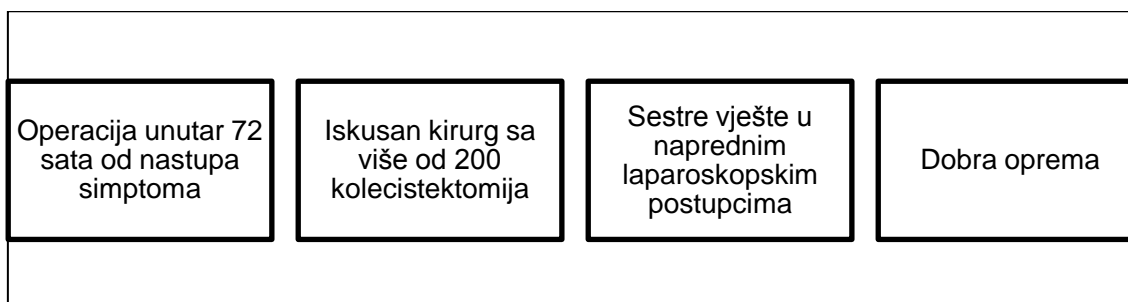 Operacija unutar 72
sata od nastupa
simptoma
Iskusan kirurg sa
više od 200
kolecistektomija
Sestre vješte u
naprednim
laparoskopskim
postupcima
Dobra oprema